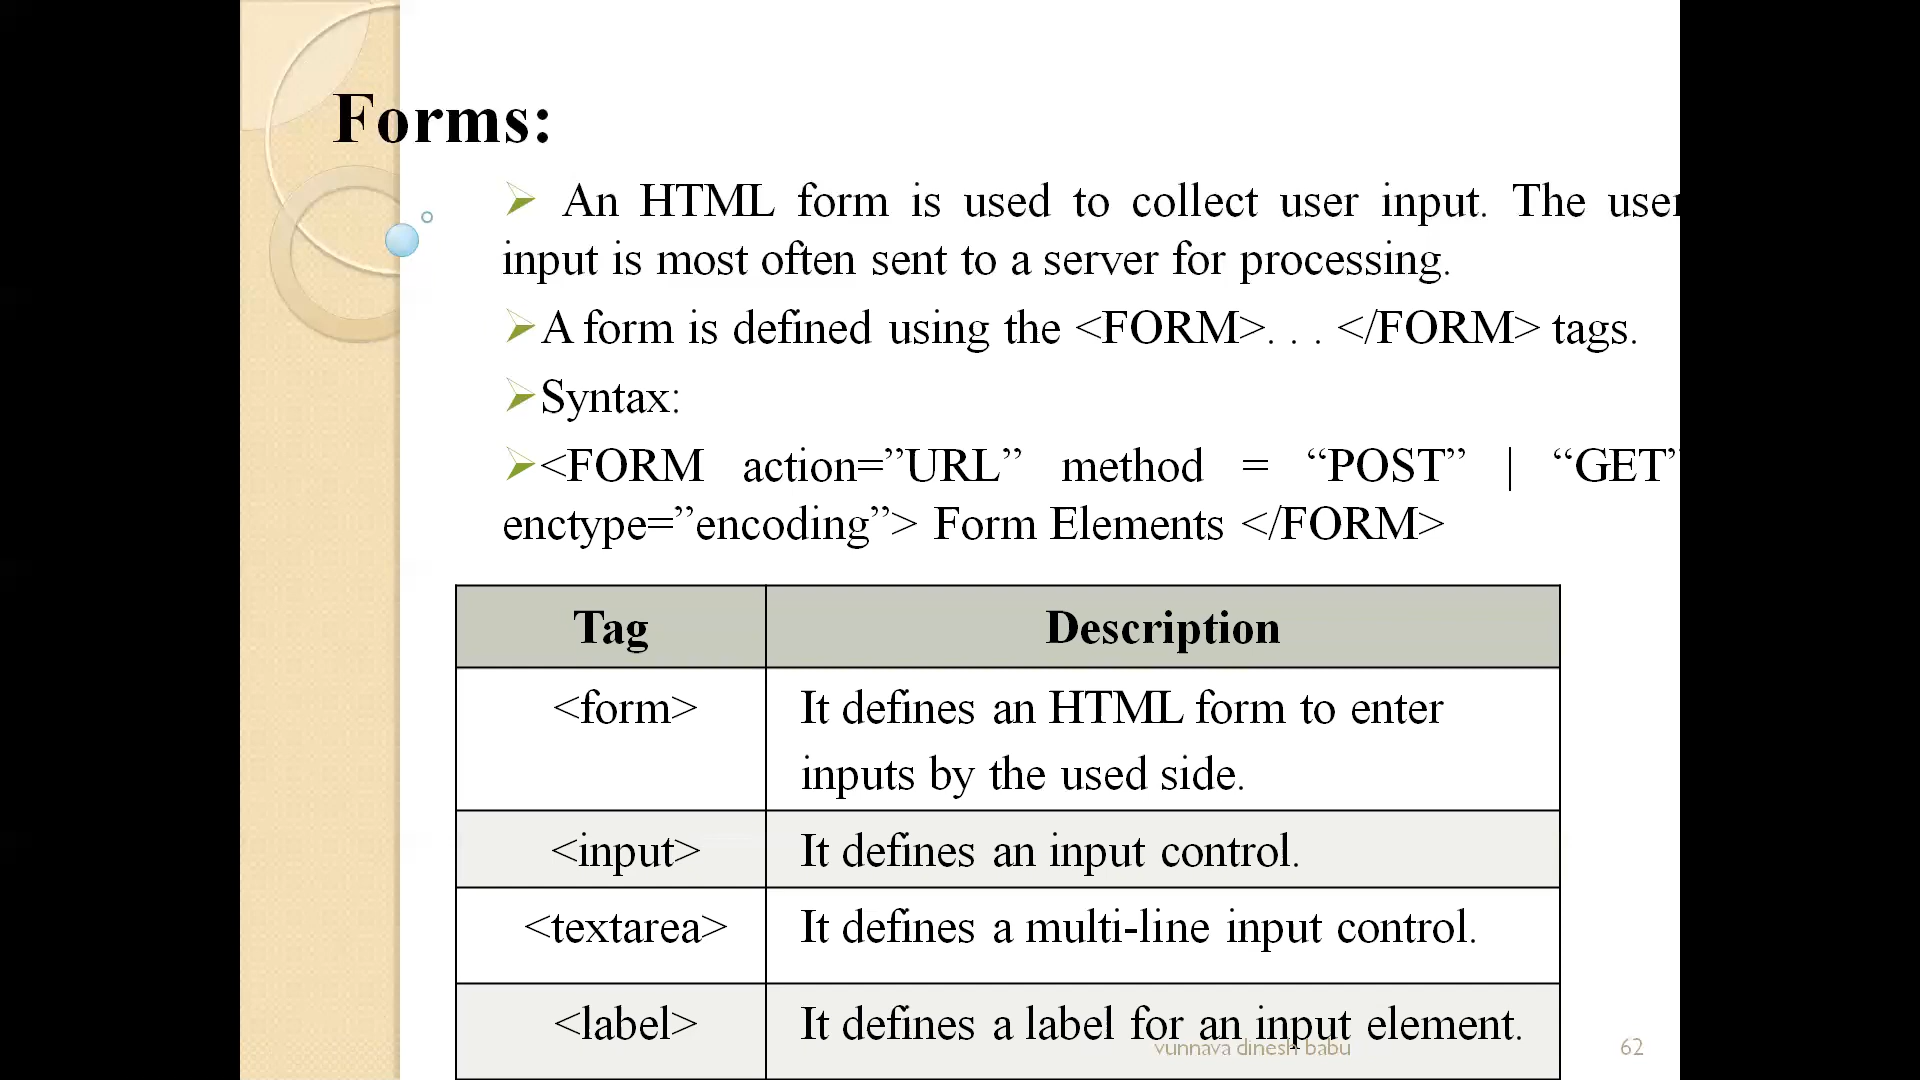 Forms:
➢ An HTML form is used to collect user input. The user
input is most often sent to a server for processing.
➢A form is defined using the <FORM>. . . </FORM> tags.
➢Syntax:
➢<FORM action=”URL” method = “POST” | “GET”
enctype=”encoding”> Form Elements </FORM>
Tag Description
<form> It defines an HTML form to enter
inputs by the used side.
<input> It defines an input control.
<textarea> It defines a multi-line input control.
<label> It defines a label for an input element.
vunnava dinesh babu 62